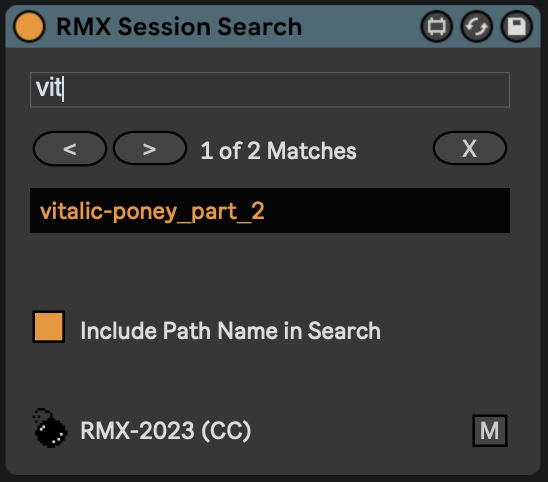 RMX Session Search
vit
< > 1 of 2 Matches X
vitalic-poney_part_2
Include Path Name in Search
RMX-2023 (CC) M